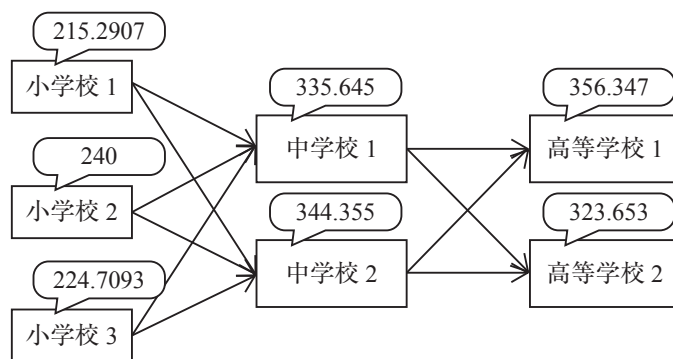 215.2907
小学校 1
240
小学校 2
224.7093
小学校 3
335.645
中学校 1
344.355
中学校 2
356.347
高等学校 1
323.653
高等学校 2